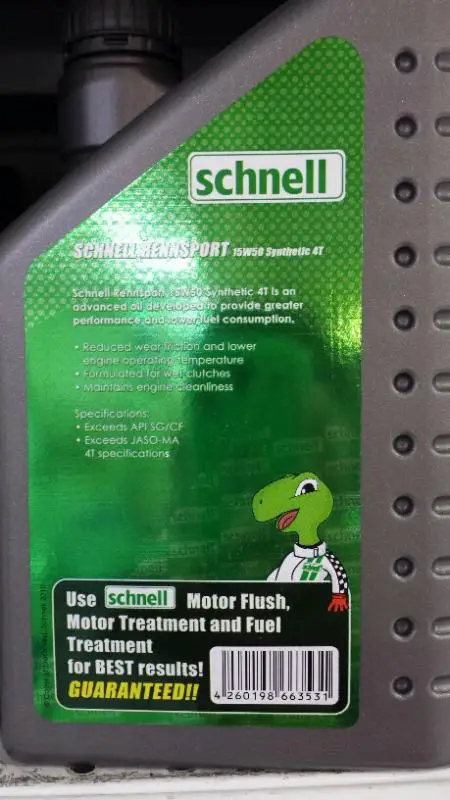 schnell
SCHNELL RENNSPORT 15W50 Synthetic 4T
Schnell Rennsport 15W50 Synthetic 4T is an
advanced oil developed to provide greater
performance and lower fuel consumption.
• Reduced wear friction and lower
engine operating temperature
• Formulated for wet clutches
• Maintains engine cleanliness
Specifications:
• Exceeds API SG/CF
• Exceeds JASO-MA
4T specifications
Use schnell Motor Flush,
Motor Treatment and Fuel
Treatment
for BEST results!
GUARANTEED!!
4 260198 663531